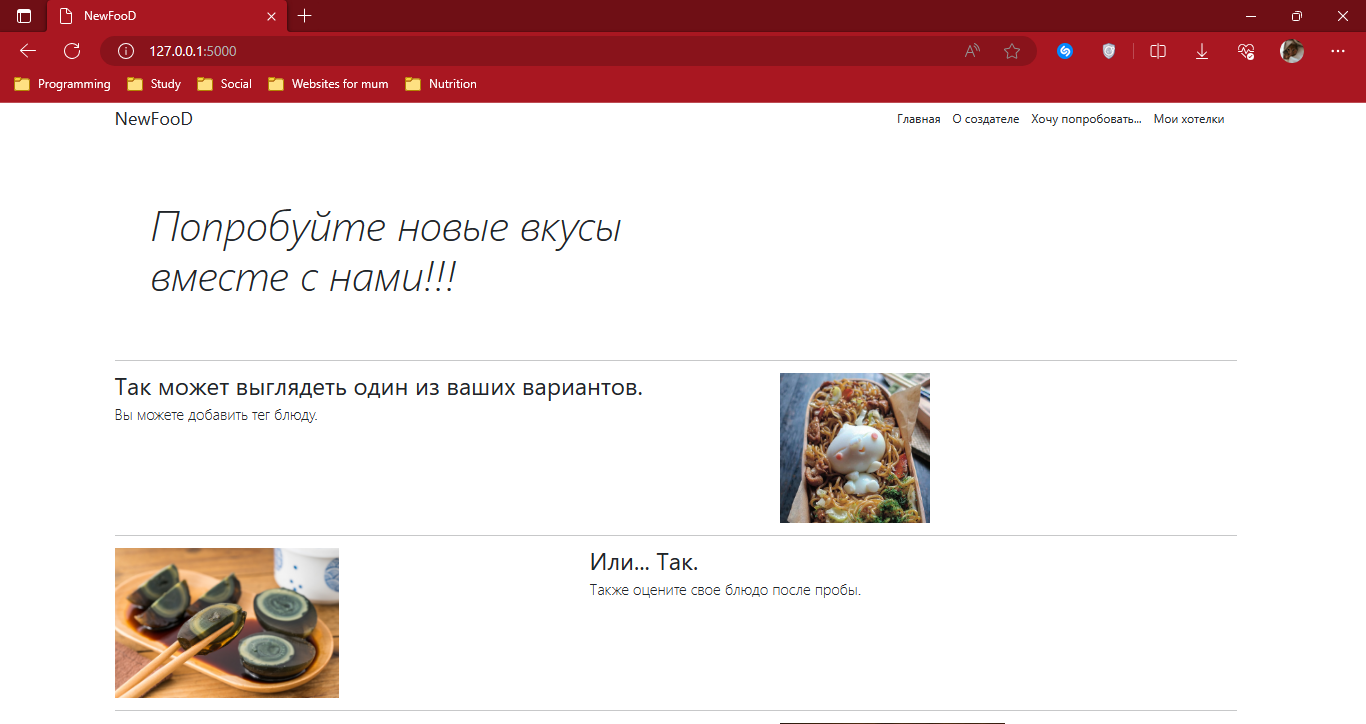 NewFooD
127.0.0.1:5000
Programming Study Social Websites for mum Nutrition
NewFooD Главная О создателе Хочу попробовать... Мои хотелки
Попробуйте новые вкусы
вместе с нами!!!
Так может выглядеть один из ваших вариантов.
Вы можете добавить тег блюду.
Или... Так.
Также оцените свое блюдо после пробы.